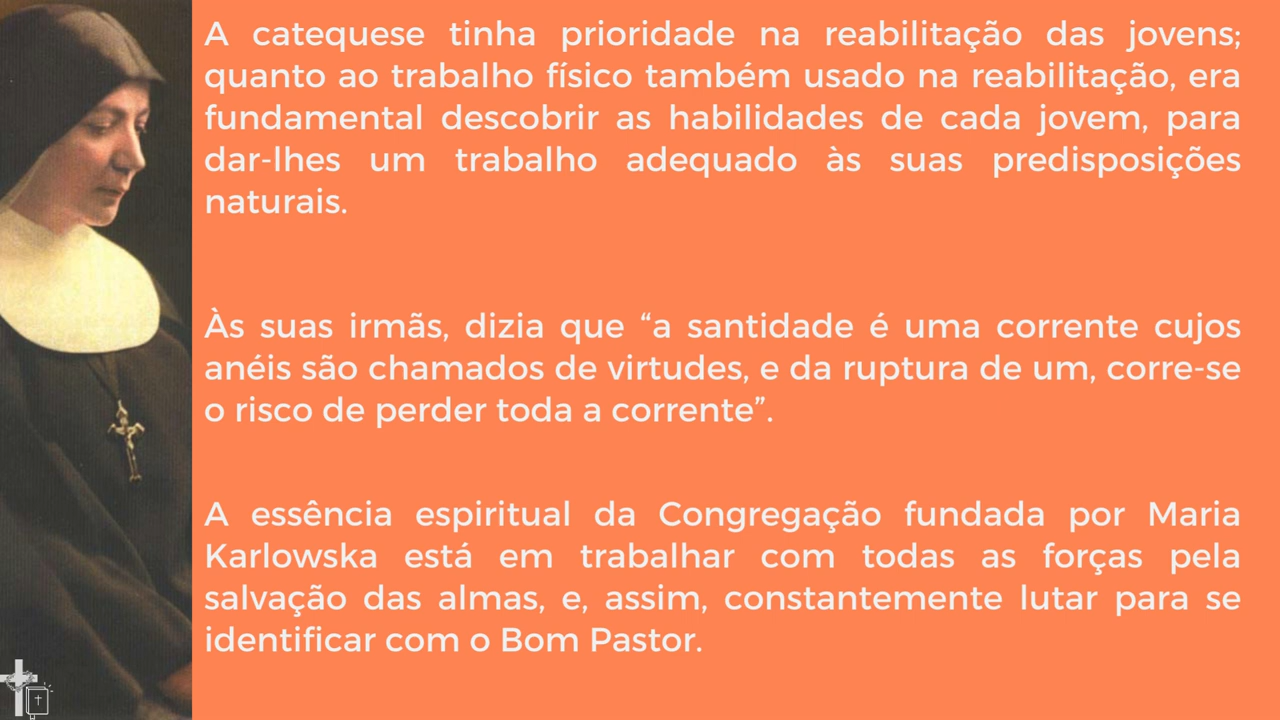 A catequese tinha prioridade na reabilitação das jovens;
quanto ao trabalho físico também usado na reabilitação, era
fundamental descobrir as habilidades de cada jovem, para
dar-lhes um trabalho adequado às suas predisposições
naturais.
Às suas irmãs, dizia que “a santidade é uma corrente cujos
anéis são chamados de virtudes, e da ruptura de um, corre-se
o risco de perder toda a corrente”.
A essência espiritual da Congregação fundada por Maria
Karlowska está em trabalhar com todas as forças pela
salvação das almas, e, assim, constantemente lutar para se
identificar com o Bom Pastor.